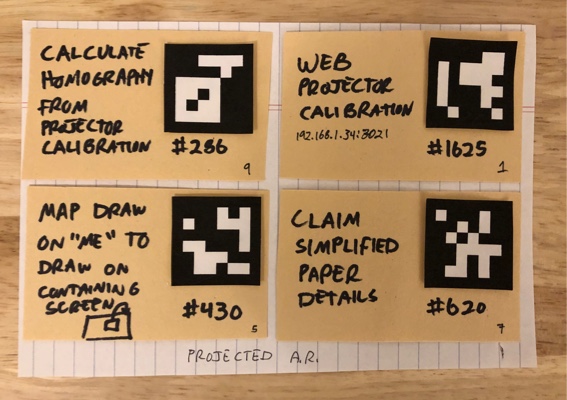 CALCULATE
HOMOGRAPHY
FROM
PROJECTOR
CALIBRATION
#286
9
WEB
PROJECTOR
CALIBRATION
192.168.1.34:3021
#1625
1
MAP DRAW
ON "ME" TO
DRAW ON
CONTAINING
SCREEN
#430
5
CLAIM
SIMPLIFIED
PAPER
DETAILS
#620
7
PROJECTED A.R.